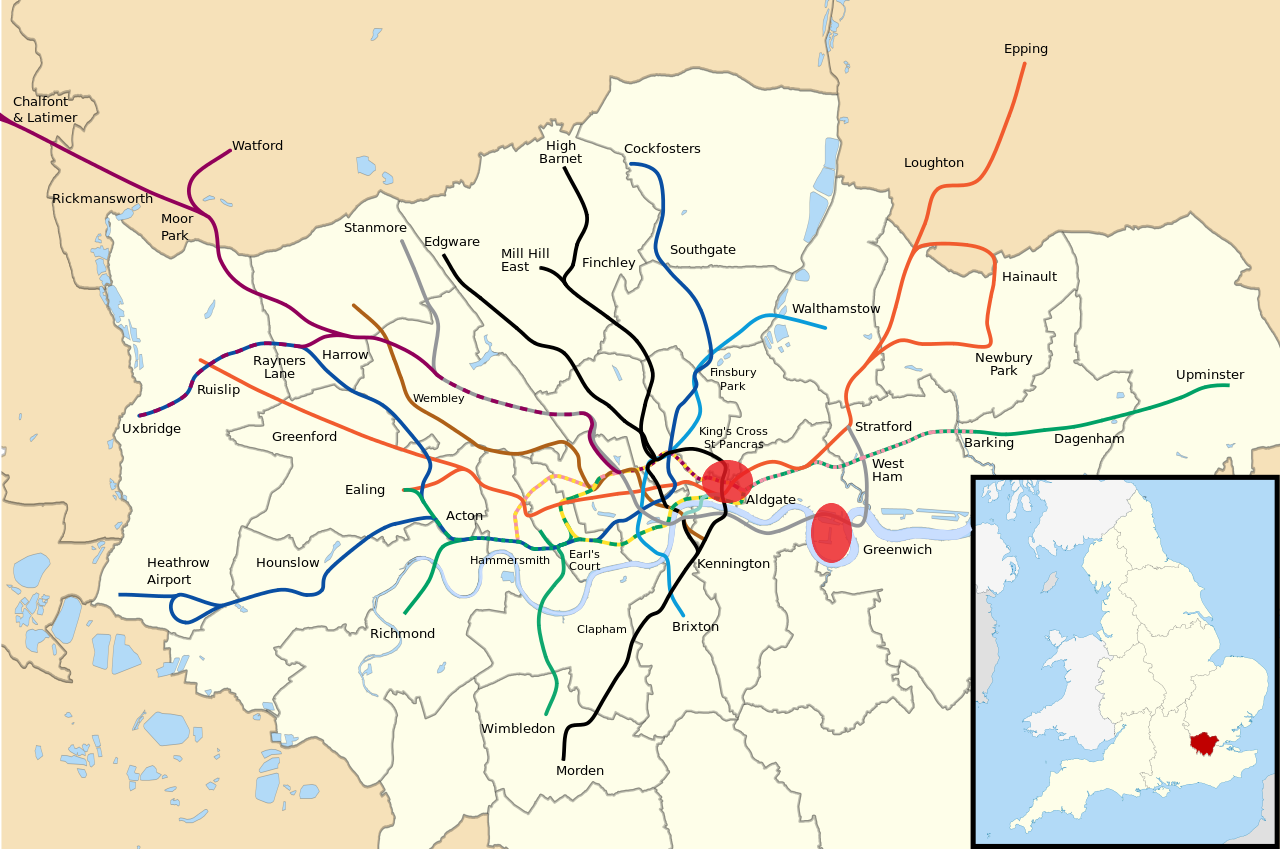 Epping
Chalfont
& Latimer
Watford
High
Barnet
Cockfosters
Loughton
Rickmansworth
Moor
Park
Stanmore
Edgware
Mill Hill
East
Finchley
Southgate
Hainault
Walthamstow
Rayners
Lane
Harrow
Newbury
Park
Ruislip
Finsbury
Park
Upminster
Wembley
Uxbridge
Greenford
King's Cross
St Pancras
Stratford
Barking
Dagenham
West
Ham
Ealing
Aldgate
Acton
Hammersmith
Earl's
Court
Greenwich
Heathrow
Airport
Hounslow
Kennington
Richmond
Clapham
Brixton
Wimbledon
Morden